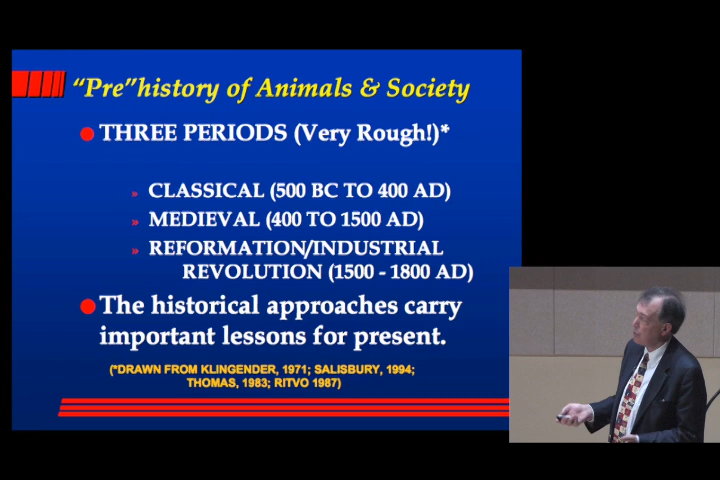 “Pre”history of Animals & Society
THREE PERIODS (Very Rough!)*
» CLASSICAL (500 BC TO 400 AD)
» MEDIEVAL (400 TO 1500 AD)
» REFORMATION/INDUSTRIAL
REVOLUTION (1500 - 1800 AD)
The historical approaches carry
important lessons for present.
(*DRAWN FROM KLINGENDER, 1971; SALISBURY, 1994;
THOMAS, 1983; RITVO 1987)